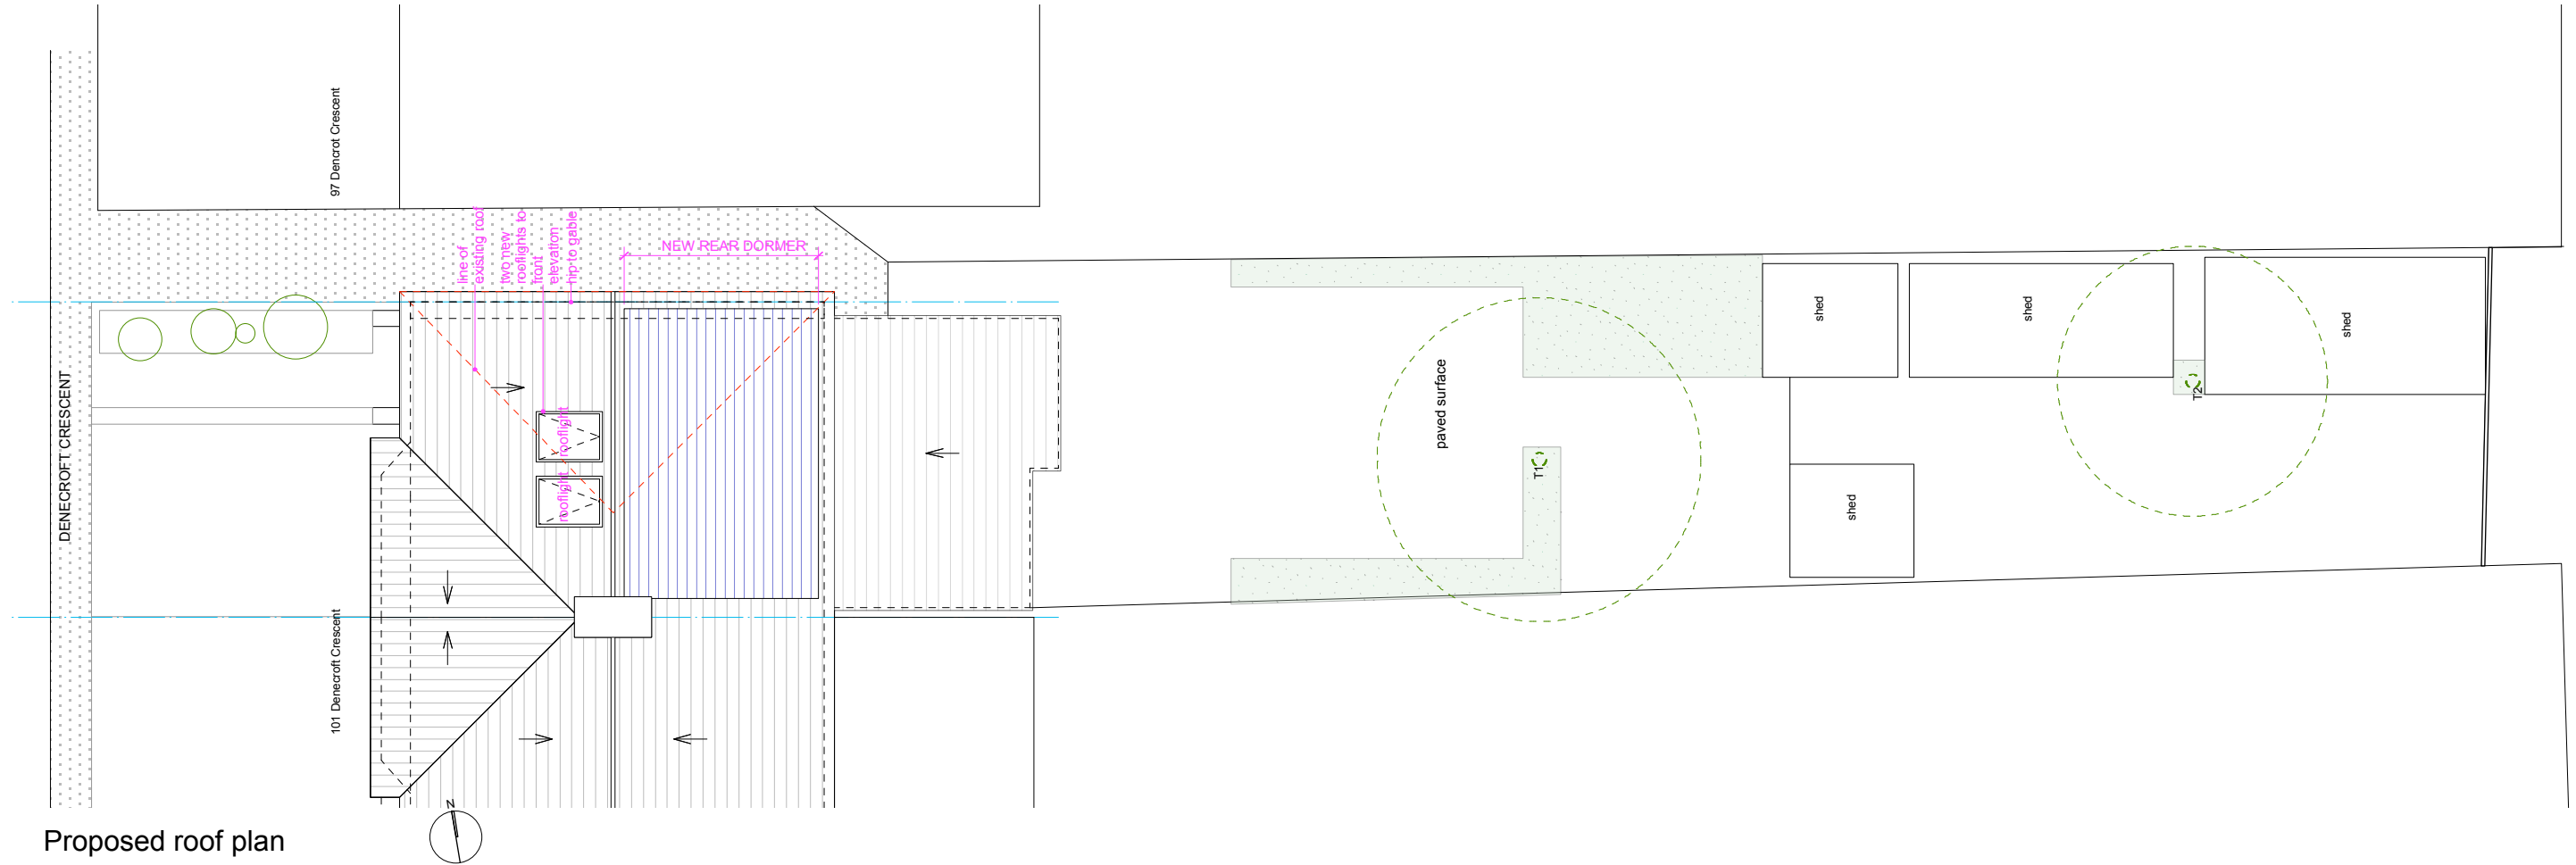 97 Dencrot Crescent
line of
existing roof
two new
rooflights to
front
elevation
hip to gable
NEW REAR DORMER
rooflight
rooflight
DENECROFT CRESCENT
101 Denecroft Crescent
paved surface
T1
shed
shed
shed
shed
T2
N
Proposed roof plan